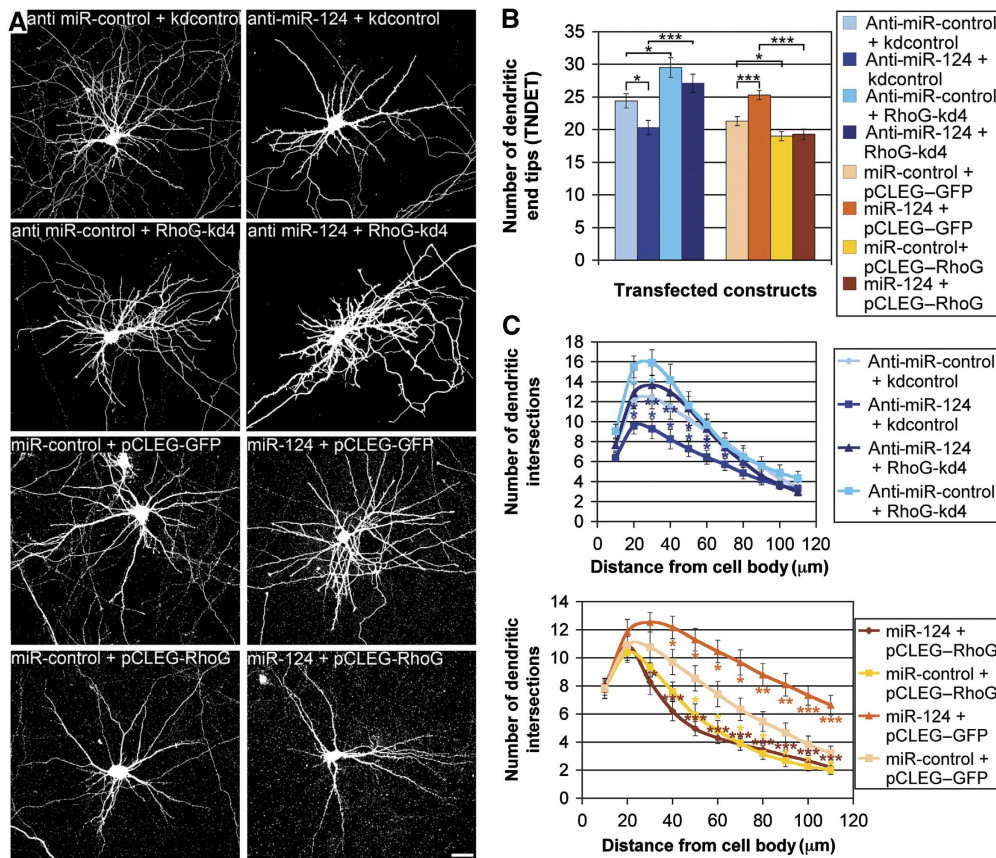 A
anti miR-control + kdcontrol
anti-miR-124 + kdcontrol
anti miR-control + RhoG-kd4
anti miR-124 + RhoG-kd4
miR-control + pCLEG-GFP
miR-124 + pCLEG-GFP
miR-control + pCLEG-RhoG
miR-124 + pCLEG-RhoG
B
Number of dendritic
end tips (TNDET)
35
30
25
20
15
10
5
0
*
*
***
***
*
***
Transfected constructs
Anti-miR-control
+ kdcontrol
Anti-miR-124 +
kdcontrol
Anti-miR-control
+ RhoG-kd4
Anti-miR-124 +
RhoG-kd4
miR-control +
pCLEG–GFP
miR-124 +
pCLEG–GFP
miR-control+
pCLEG–RhoG
miR-124 +
pCLEG–RhoG
C
Number of dendritic
intersections
18
16
14
12
10
8
6
4
2
0
0 20 40 60 80 100 120
Distance from cell body (μm)
Anti-miR-control
+ kdcontrol
Anti-miR-124
+ kdcontrol
Anti-miR-124
+ RhoG-kd4
Anti-miR-control
+ RhoG-kd4
Number of dendritic
intersections
14
12
10
8
6
4
2
0
0 20 40 60 80 100 120
Distance from cell body (μm)
miR-124 +
pCLEG–RhoG
miR-control +
pCLEG–RhoG
miR-124 +
pCLEG–GFP
miR-control +
pCLEG–GFP